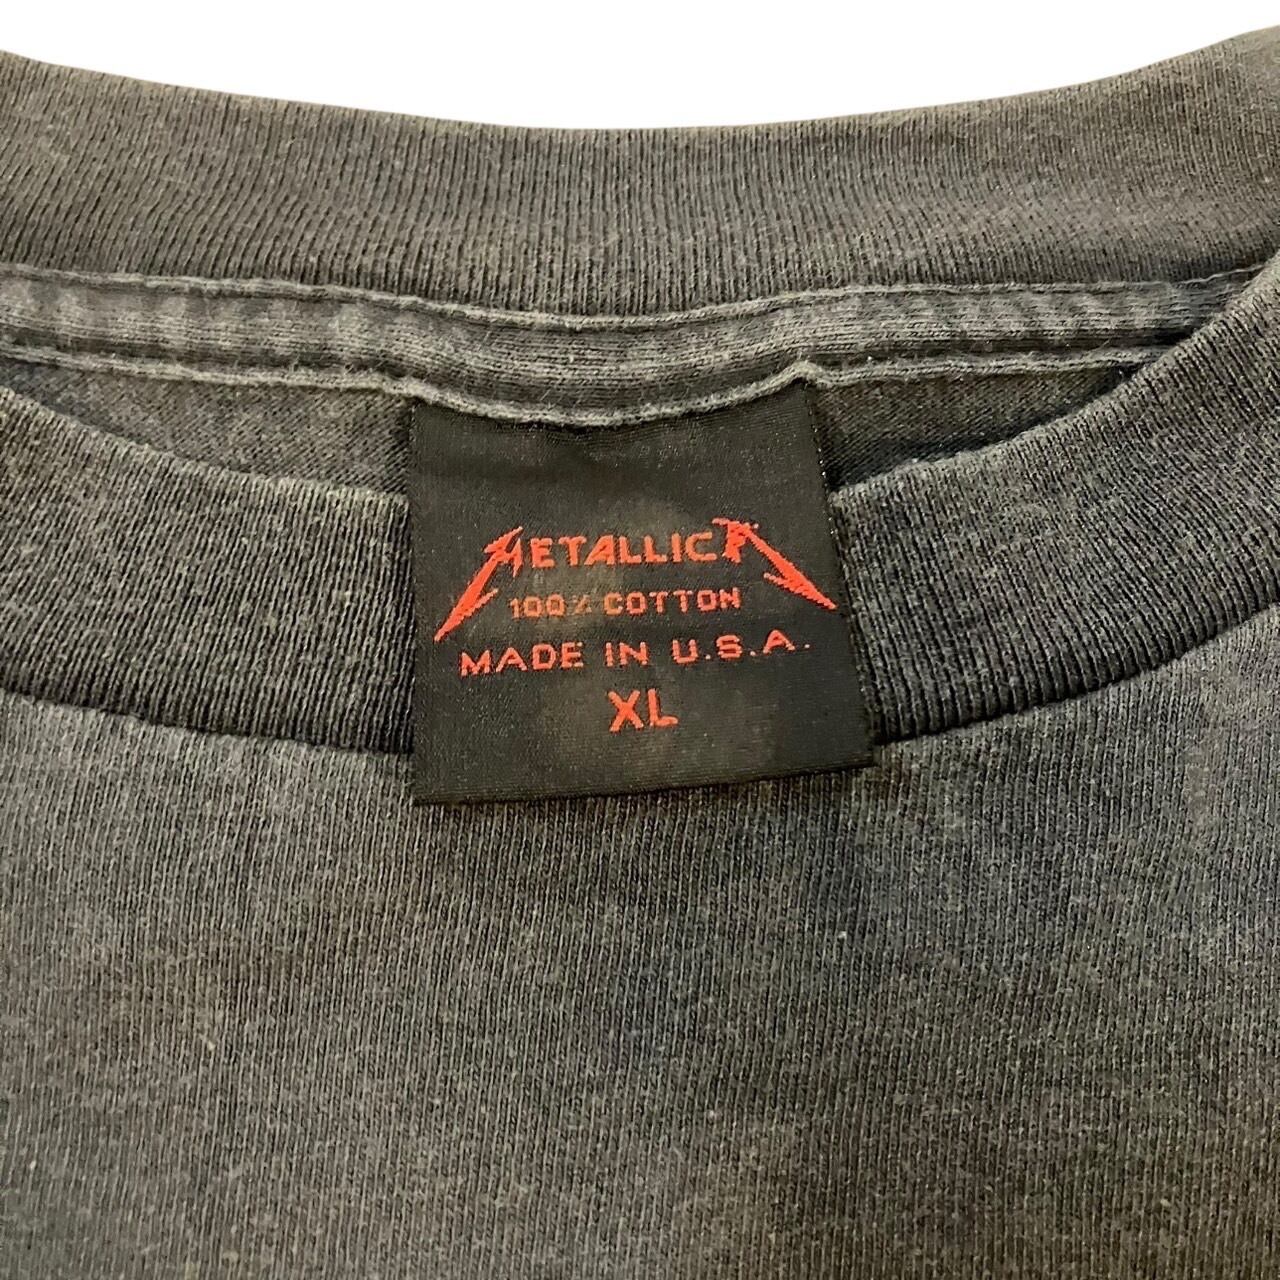 METALLICA
100% COTTON
MADE IN U.S.A.
XL